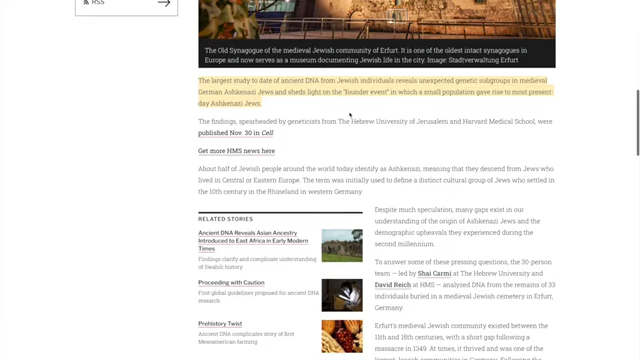 RSS
The Old Synagogue of the medieval Jewish community of Erfurt. It is one of the oldest intact synagogues in
Europe and now serves as a museum documenting Jewish life in the city. Image: Stadtverwaltung Erfurt
The largest study to date of ancient DNA from Jewish individuals reveals unexpected genetic subgroups in medieval
German Ashkenazi Jews and sheds light on the "founder event" in which a small population gave rise to most present-
day Ashkenazi Jews.
The findings, spearheaded by geneticists from The Hebrew University of Jerusalem and Harvard Medical School, were
published Nov. 30 in Cell
Get more HMS news here
About half of Jewish people around the world today identify as Ashkenazi, meaning that they descend from Jews who
lived in Central or Eastern Europe. The term was initially used to define a distinct cultural group of Jews who settled in
the 10th century in the Rhineland in western Germany.
RELATED STORIES
Ancient DNA Reveals Asian Ancestry
Introduced to East Africa in Early Modern
Times
Findings clarify and complicate understanding
of Swahili history
Proceeding with Caution
First global guidelines proposed for ancient DNA
research
Prehistory Twist
Ancient DNA complicates story of first
Mesoamerican farming
Despite much speculation, many gaps exist in our
understanding of the origin of Ashkenazi Jews and the
demographic upheavals they experienced during the
second millennium.
To answer some of these pressing questions, the 30-person
team — led by Shai Carmi at The Hebrew University and
David Reich at HMS — analyzed DNA from the remains of 33
individuals buried in a medieval Jewish cemetery in Erfurt,
Germany
Erfurt's medieval Jewish community existed between the
11th and 15th centuries, with a short gap following a
massacre in 1349. At times, it thrived and was one of the
largest Jewish communities in Germany. Following the